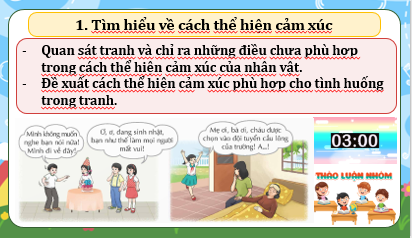 1. Tìm hiểu về cách thể hiện cảm xúc
- Quan sát tranh và chỉ ra những điều chưa phù hợp
trong cách thể hiện cảm xúc của nhân vật.
- Đề xuất cách thể hiện cảm xúc phù hợp cho tình huống
trong tranh.
Mình không muốn
nghe bạn nói nữa!
Mình đi về đây!
Ơ, ừ, đang sinh nhật,
bạn như thế làm mọi người
mất vui!
Mẹ ơi, bà ơi, cháu được
chọn vào đội tuyển cầu lông
của trường! A...!
03:00
THẢO LUẬN NHÓM